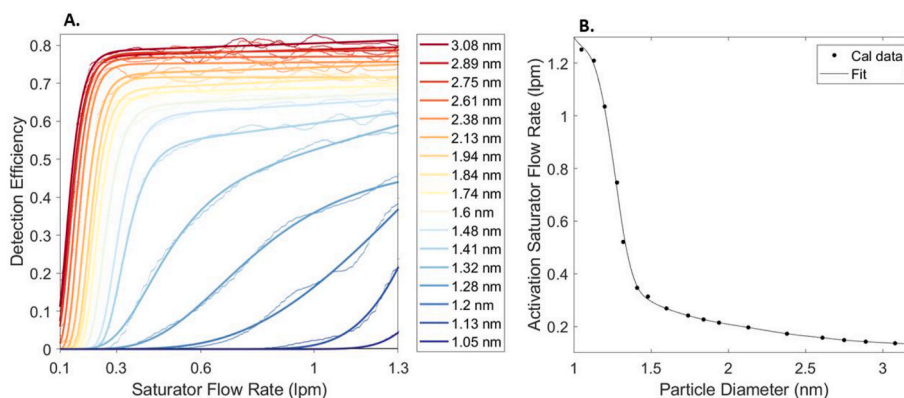 A.
0.8
0.7
0.6
0.5
0.4
0.3
0.2
0.1
0
Detection Efficiency
0.1 0.3 0.6 1 1.3
Saturator Flow Rate (lpm)
3.08 nm
2.89 nm
2.75 nm
2.61 nm
2.38 nm
2.13 nm
1.94 nm
1.84 nm
1.74 nm
1.6 nm
1.48 nm
1.41 nm
1.32 nm
1.28 nm
1.2 nm
1.13 nm
1.05 nm
B.
Cal data
Fit
1.2
1
0.8
0.6
0.4
0.2
Activation Saturator Flow Rate (lpm)
1 1.5 2 2.5 3
Particle Diameter (nm)